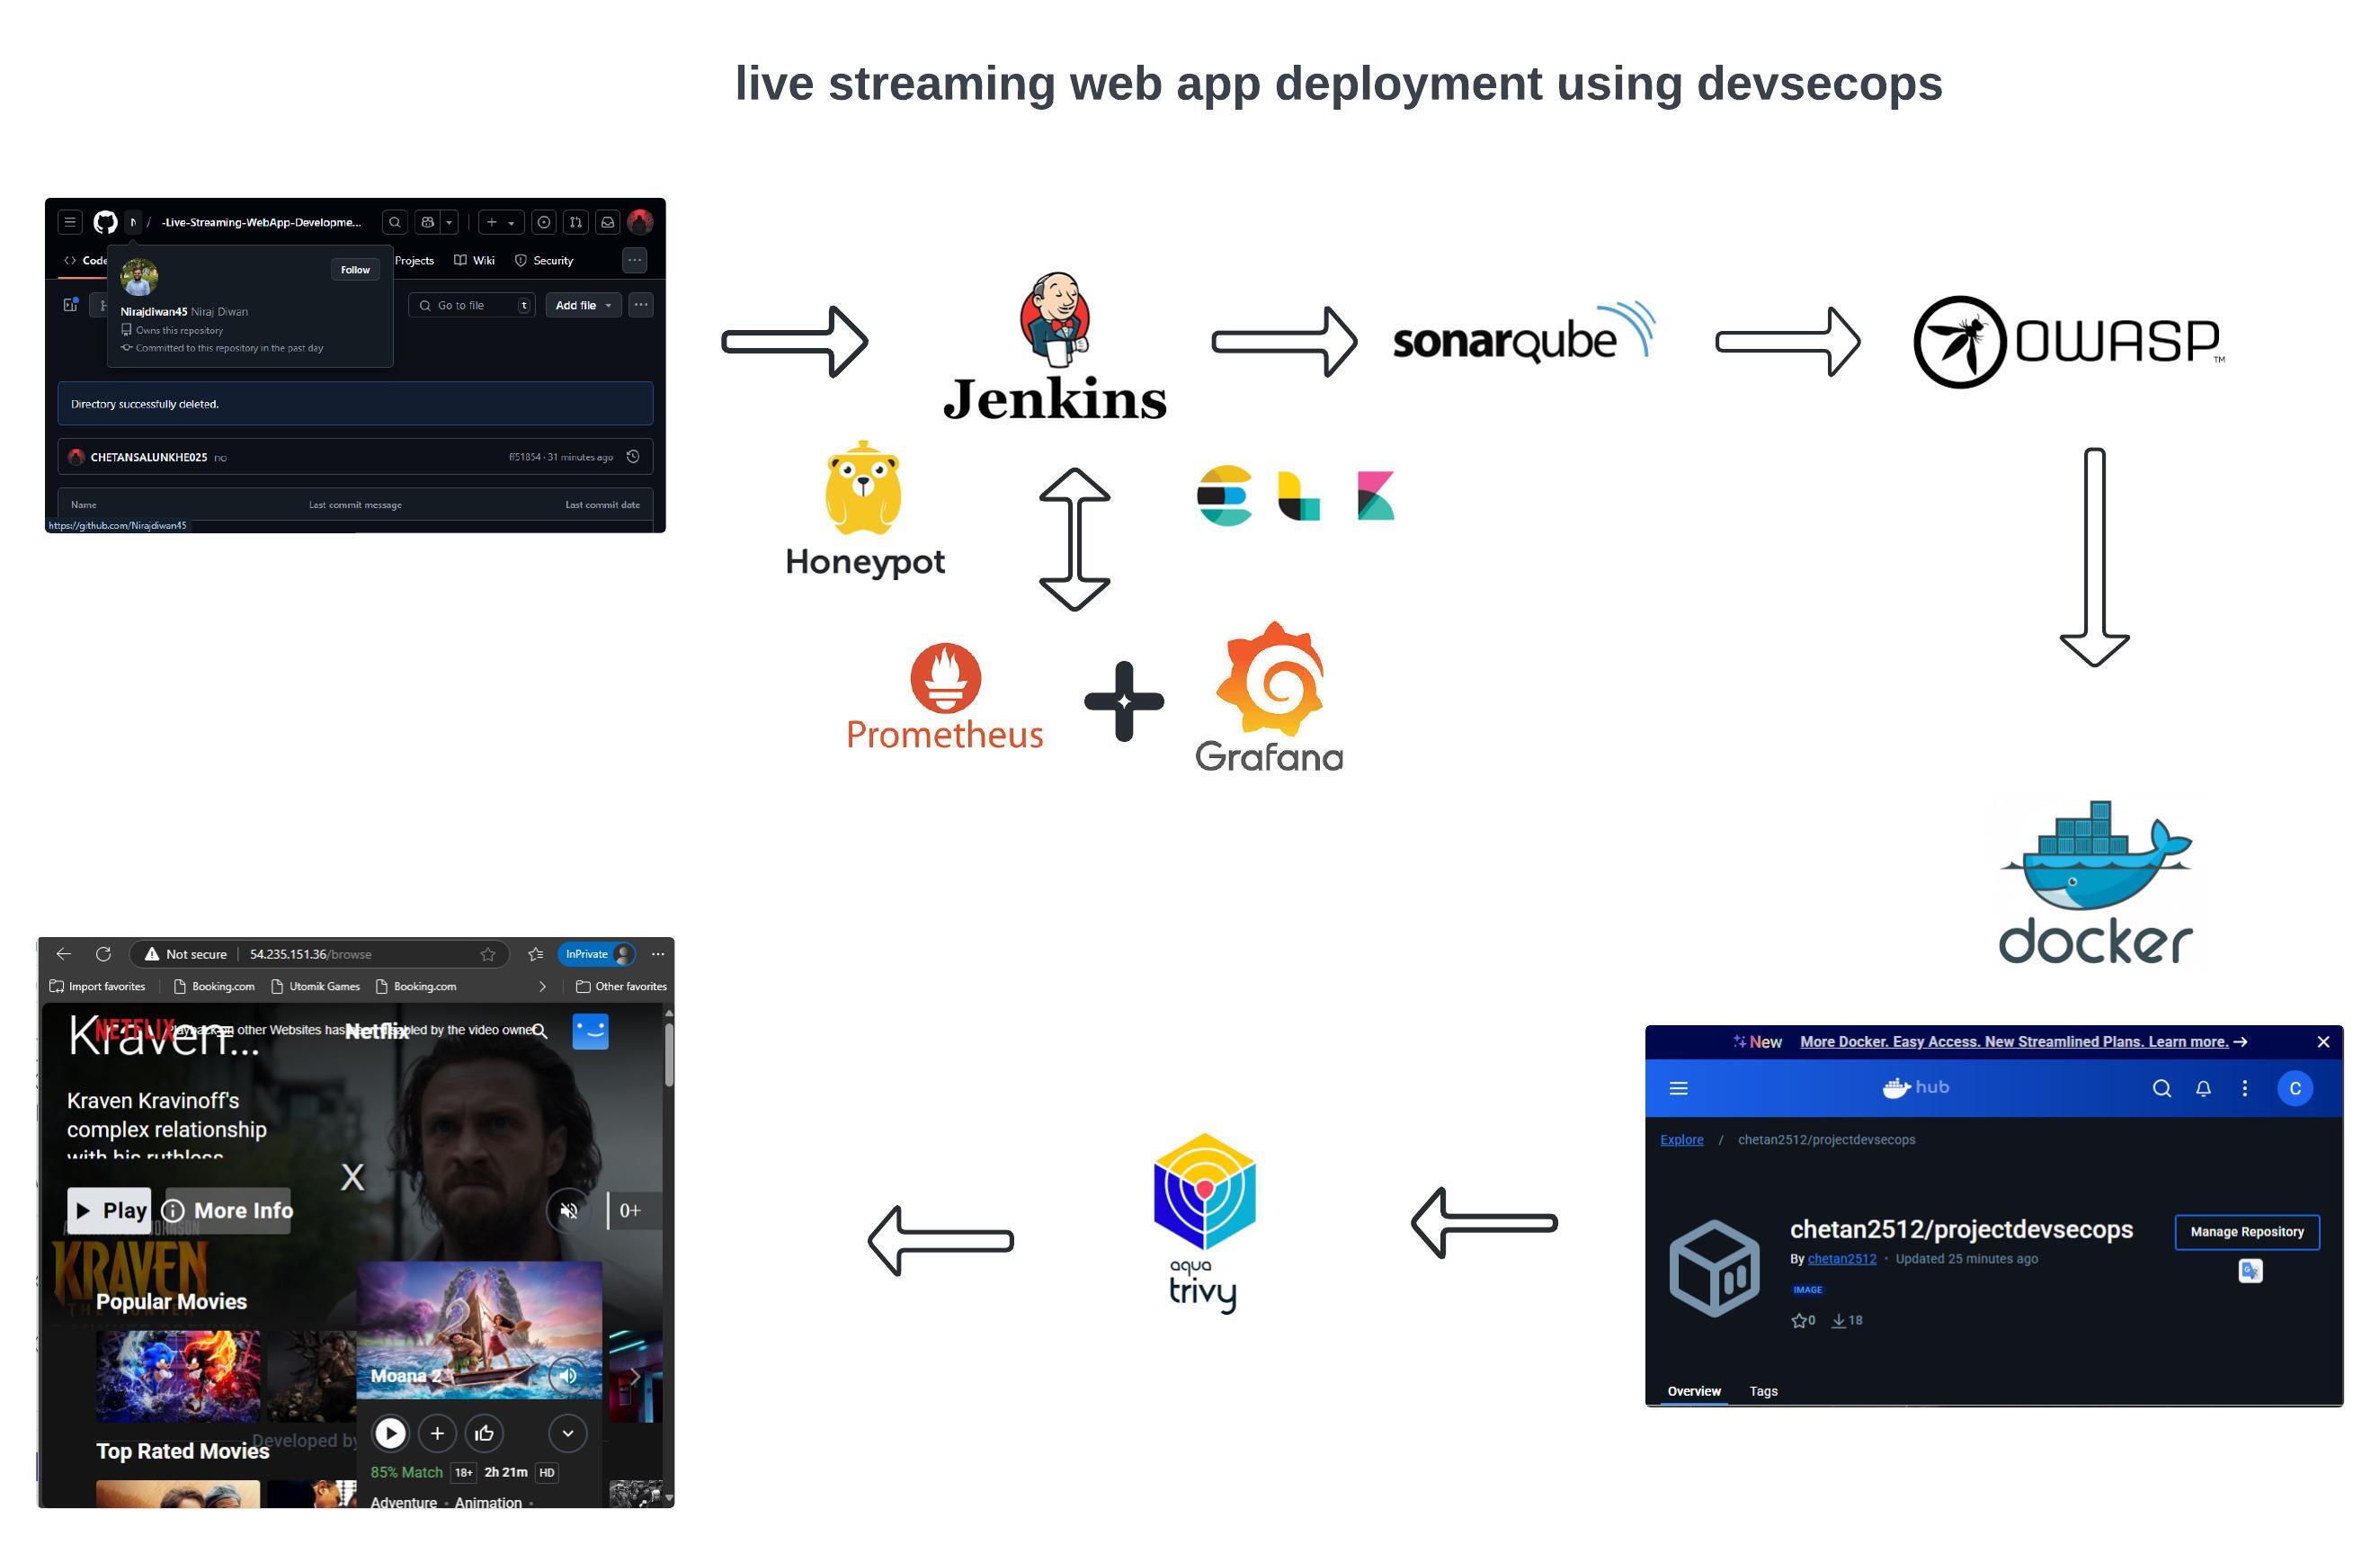 live streaming web app deployment using devsecops
N / -Live-Streaming-WebApp-Developme...
Code
Projects
Wiki
Security
Follow
Nirajdiwan45 Niraj Diwan
Owns this repository
Committed to this repository in the past day
Go to file
t
Add file
Directory successfully deleted.
CHETANSALUNKHE025 no
ff51854 · 31 minutes ago
Name
Last commit message
Last commit date
https://github.com/Nirajdiwan45
Jenkins
sonarqube
OWASP
TM
Honeypot
Prometheus
Grafana
docker
Not secure
54.235.151.36/browse
InPrivate
Import favorites
Booking.com
Utomik Games
Booking.com
Other favorites
Kraven...
NETFLIX
other Websites has
Netflix
by the video owner
Kraven Kravinoff's
complex relationship
with his ruthless
X
Play
More Info
0+
KRAVEN
Popular Movies
Moana 2
Developed by
Top Rated Movies
85% Match
18+
2h 21m
HD
Adventure
Animation
aqua
trivy
New
More Docker. Easy Access. New Streamlined Plans. Learn more.
hub
C
Explore / chetan2512/projectdevsecops
chetan2512/projectdevsecops
Manage Repository
By chetan2512 · Updated 25 minutes ago
IMAGE
0
18
Overview
Tags